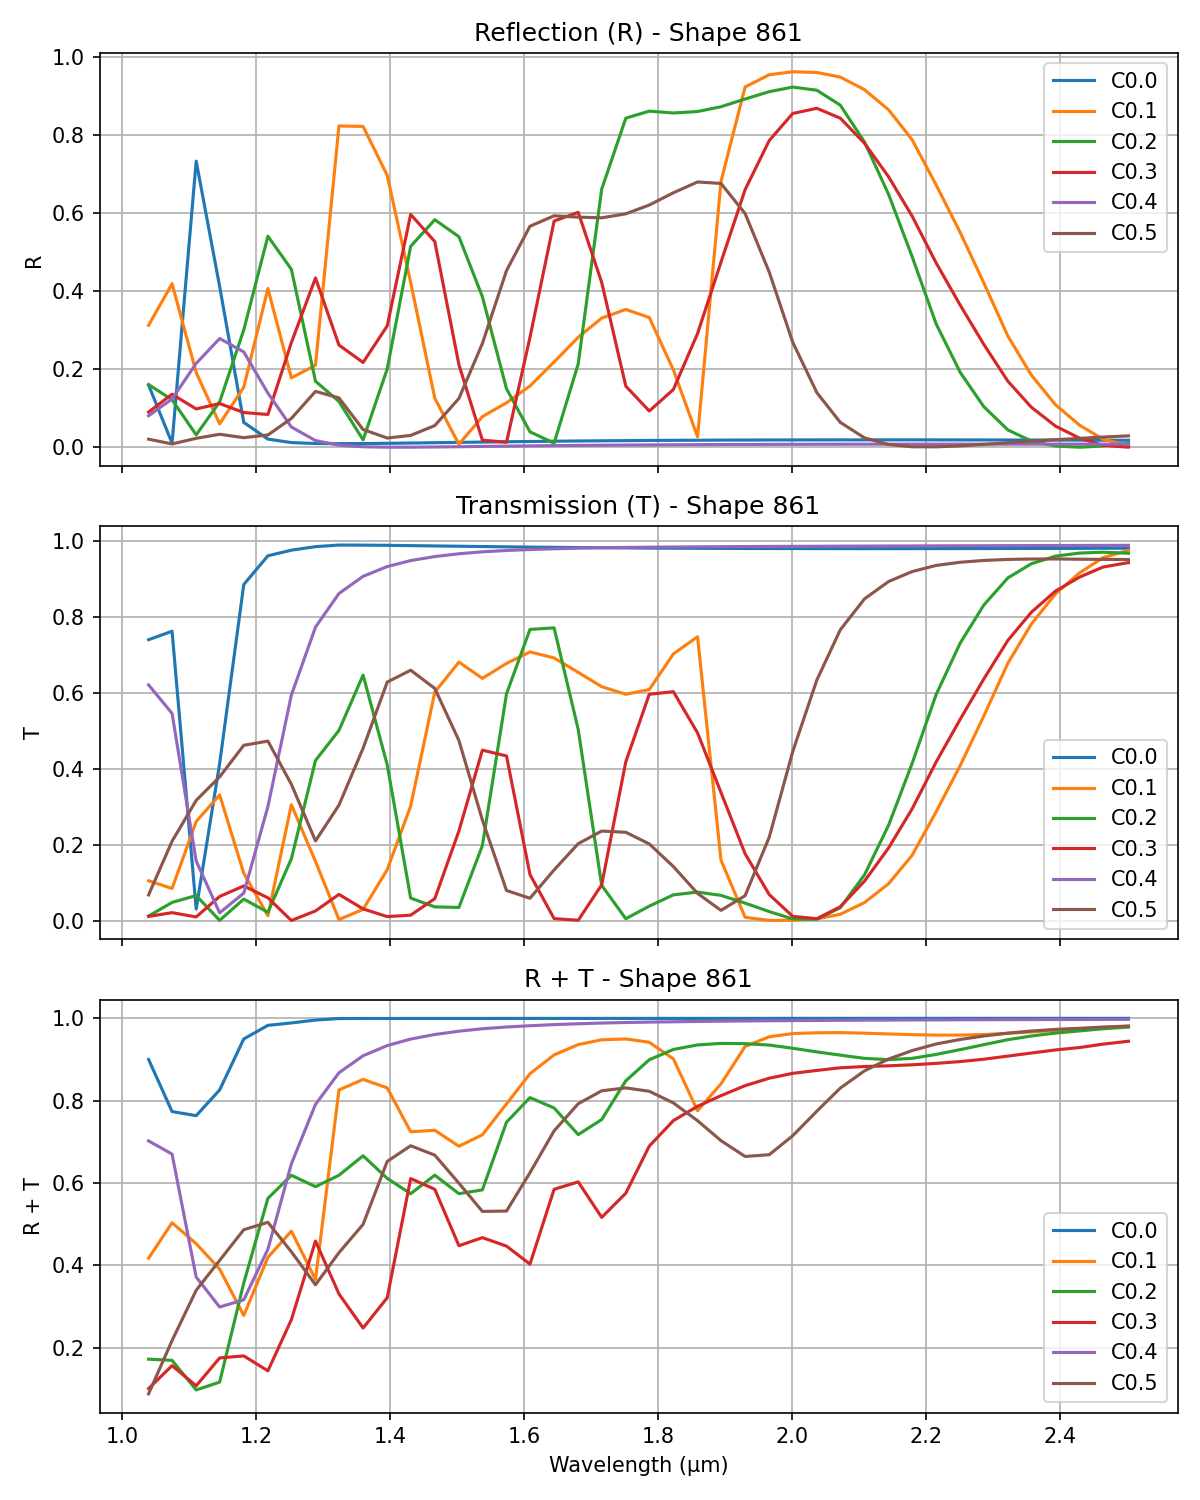 Reflection (R) - Shape 861
1.0
0.8
0.6
0.4
0.2
0.0
R
C0.0
C0.1
C0.2
C0.3
C0.4
C0.5
Transmission (T) - Shape 861
1.0
0.8
0.6
0.4
0.2
0.0
T
C0.0
C0.1
C0.2
C0.3
C0.4
C0.5
R + T - Shape 861
1.0
0.8
0.6
0.4
0.2
R + T
C0.0
C0.1
C0.2
C0.3
C0.4
C0.5
1.0 1.2 1.4 1.6 1.8 2.0 2.2 2.4
Wavelength (μm)